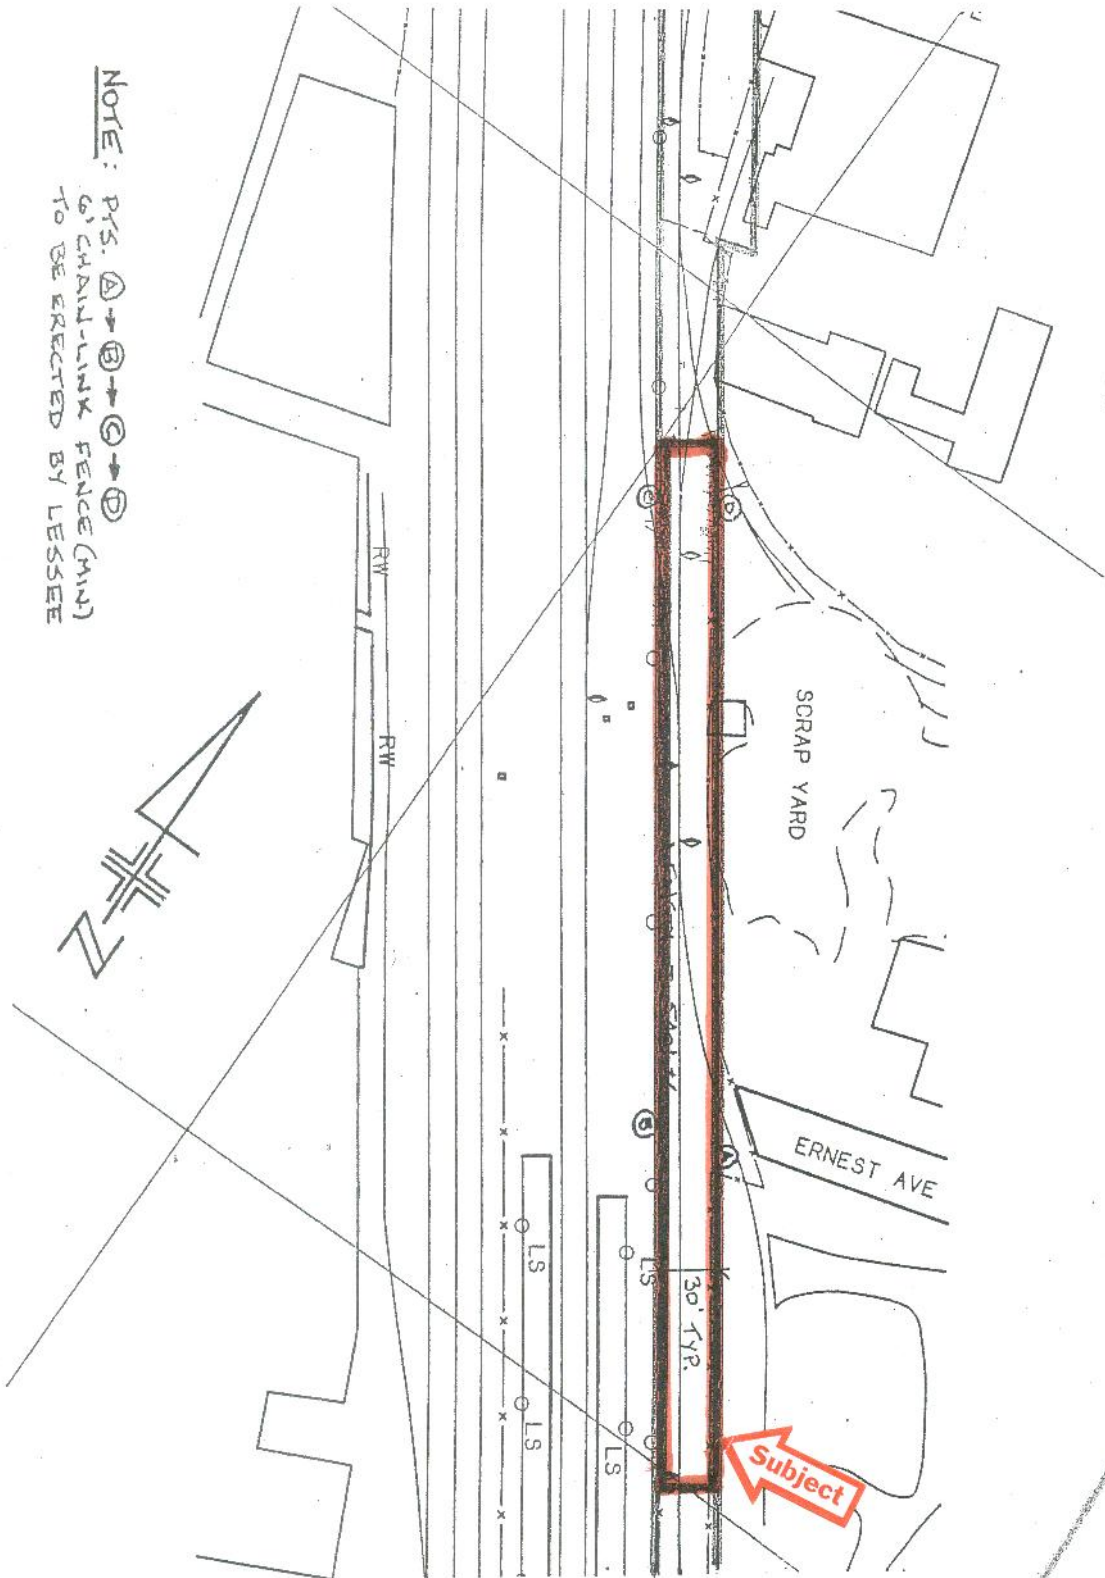 NOTE: PTS. Ⓐ→Ⓑ→Ⓒ→Ⓓ
6' CHAIN-LINK FENCE (MIN)
TO BE ERECTED BY LESSEE
RW
RW
N
C
D
SCRAP YARD
B
A
ERNEST AVE
LS
LS
LS
LS
30' TYP.
Subject